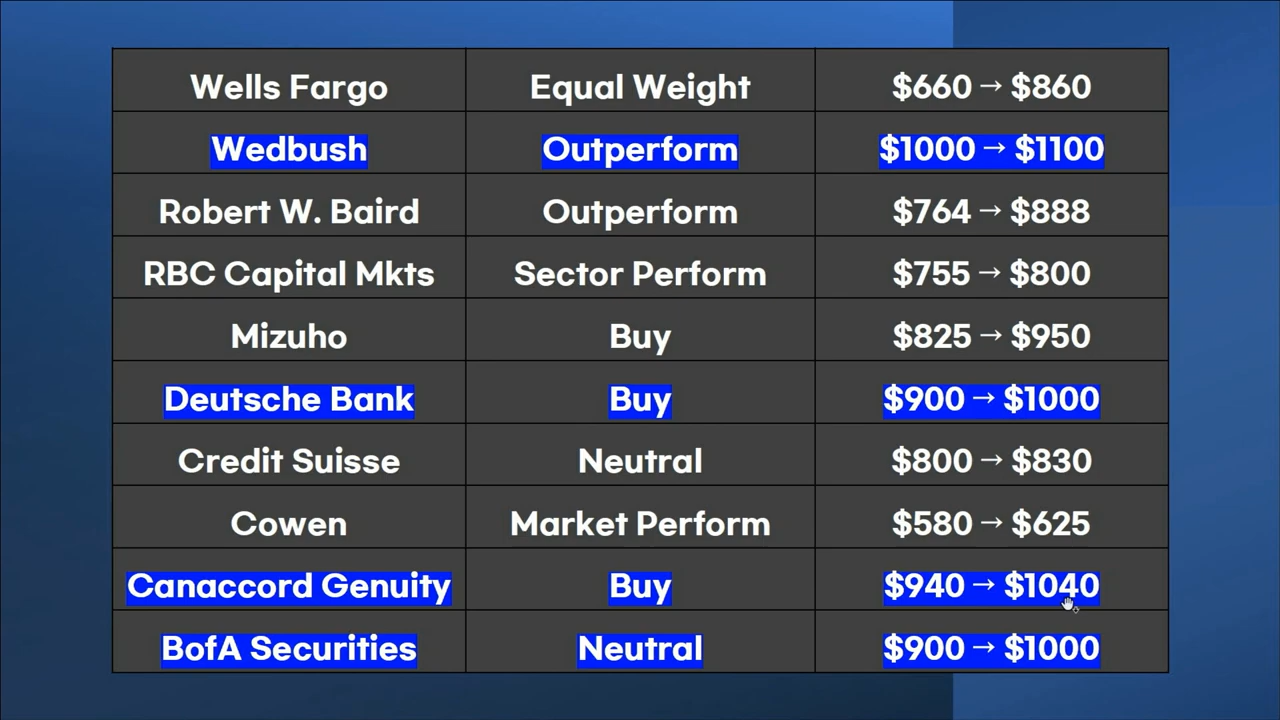 Wells Fargo Equal Weight $660 → $860
Wedbush Outperform $1000 → $1100
Robert W. Baird Outperform $764 → $888
RBC Capital Mkts Sector Perform $755 → $800
Mizuho Buy $825 → $950
Deutsche Bank Buy $900 → $1000
Credit Suisse Neutral $800 → $830
Cowen Market Perform $580 → $625
Canaccord Genuity Buy $940 → $1040
BofA Securities Neutral $900 → $1000